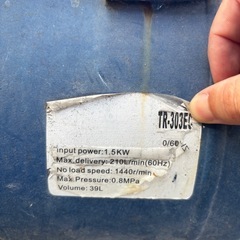 TR-303E
0/60
Input power: 1.5KW
Max. delivery: 210L/min(60Hz)
No load speed: 1440r/min
Max Pressure: 0.8MPa
Volume: 39L